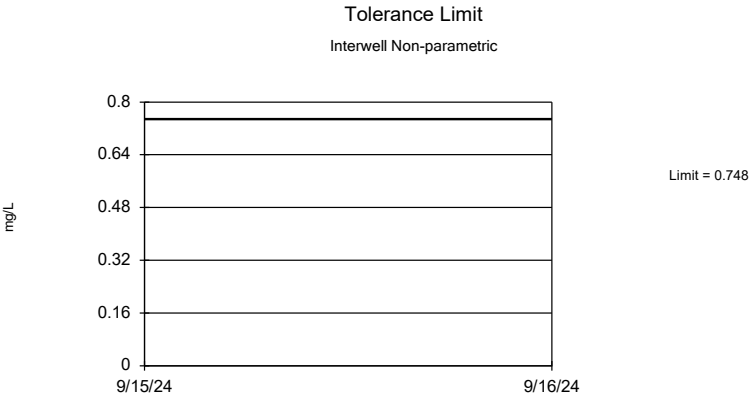 Tolerance Limit
Interwell Non-parametric
0.8
0.64
0.48
0.32
0.16
0
mg/L
Limit = 0.748
9/15/24
9/16/24